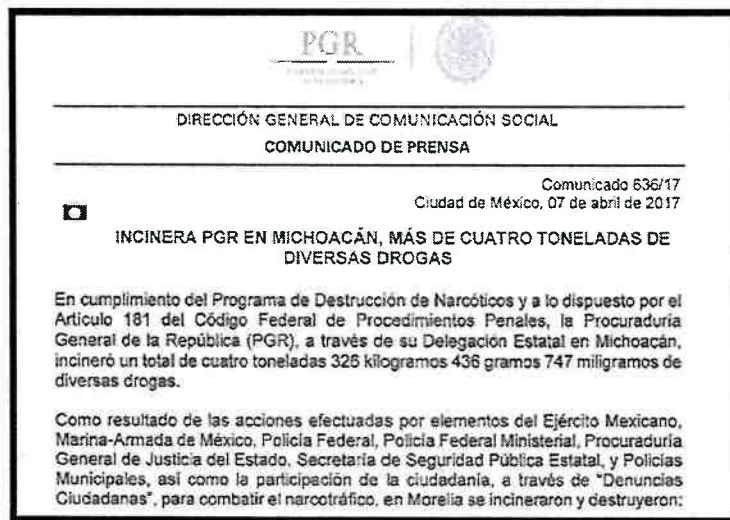 PGR
DIRECCIÓN GENERAL DE COMUNICACIÓN SOCIAL
COMUNICADO DE PRENSA
Comunicado 636/17
Ciudad de México, 07 de abril de 2017
INCINERA PGR EN MICHOACÁN, MÁS DE CUATRO TONELADAS DE
DIVERSAS DROGAS
En cumplimiento del Programa de Destrucción de Narcóticos y a lo dispuesto por el
Artículo 181 del Código Federal de Procedimientos Penales, la Procuraduría
General de la República (PGR), a través de su Delegación Estatal en Michoacán,
incineró un total de cuatro toneladas 326 kilogramos 436 gramos 747 miligramos de
diversas drogas.
Como resultado de las acciones efectuadas por elementos del Ejército Mexicano,
Marina-Armada de México, Policía Federal, Policía Federal Ministerial, Procuraduría
General de Justicia del Estado, Secretaría de Seguridad Pública Estatal, y Policías
Municipales, así como la participación de la ciudadanía, a través de "Denuncias
Ciudadanas", para combatir el narcotráfico, en Morelia se incineraron y destruyeron: